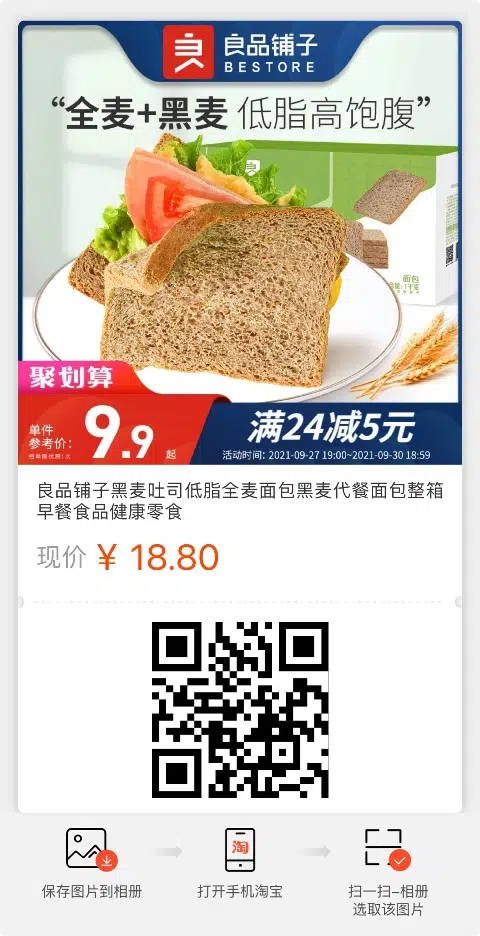 良品铺子
BESTORE
“全麦+黑麦 低脂高饱腹”
面包
1千克
聚划算
单件
参考价:
9.9
起
满24减5元
活动时间:2021-09-27 19:00~2021-09-30 18:59
良品铺子黑麦吐司低脂全麦面包黑麦代餐面包整箱
早餐食品健康零食
现价 ¥ 18.80
淘
保存图片到相册
打开手机淘宝
扫一扫-相册
选取该图片